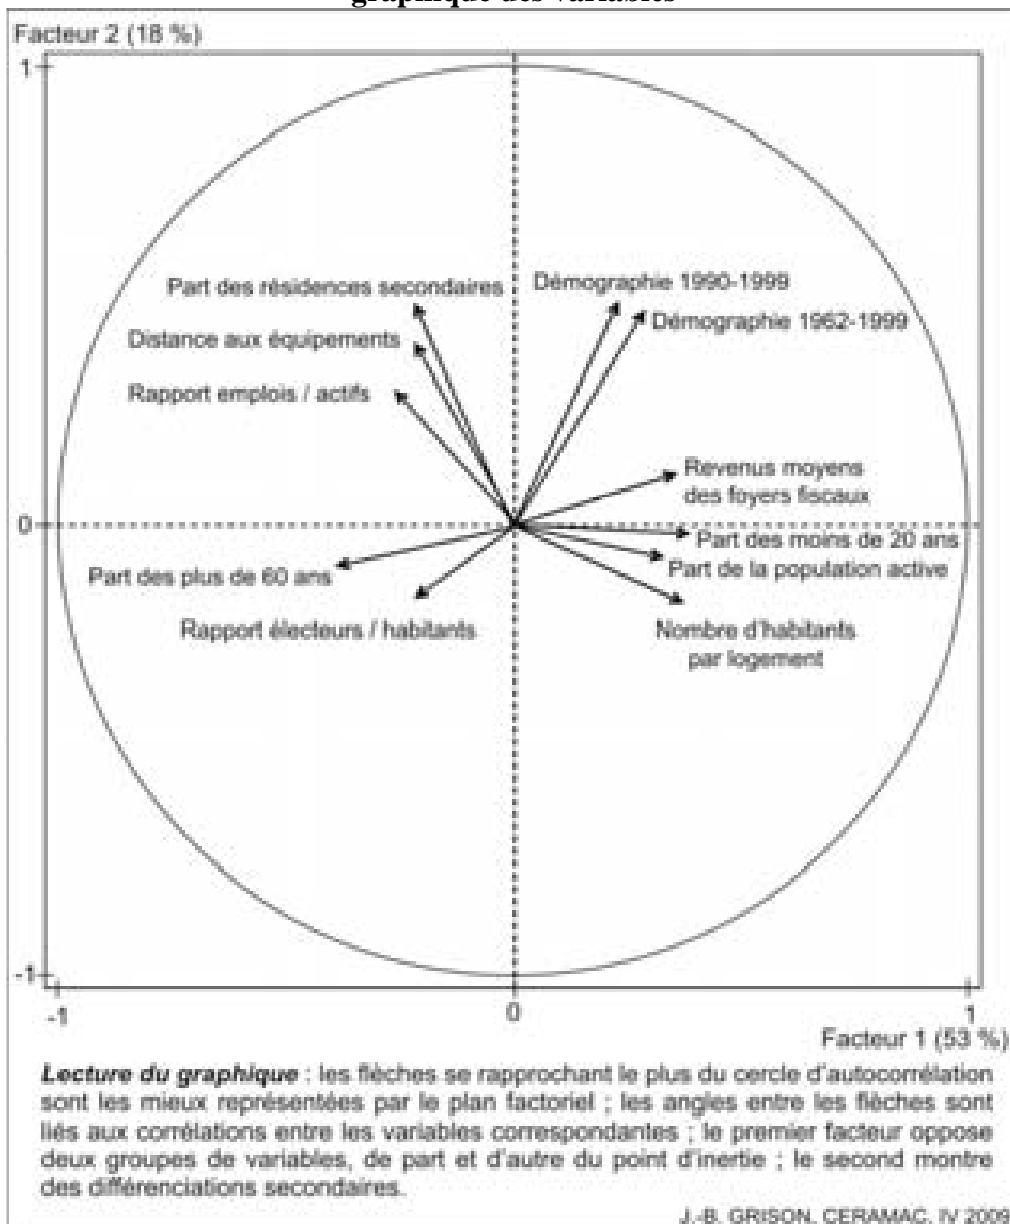 graphique des variables
Facteur 2 (18 %)
1
Part des résidences secondaires
Démographie 1990-1999
Démographie 1962-1999
Distance aux équipements
Rapport emplois / actifs
Revenus moyens
des foyers fiscaux
0
Part des moins de 20 ans
Part des plus de 60 ans
Part de la population active
Rapport électeurs / habitants
Nombre d'habitants
par logement
-1
-1
0
1
Facteur 1 (53 %)
Lecture du graphique : les flèches se rapprochant le plus du cercle d'autocorrélation
sont les mieux représentées par le plan factoriel ; les angles entre les flèches sont
liés aux corrélations entre les variables correspondantes ; le premier facteur oppose
deux groupes de variables, de part et d'autre du point d'inertie ; le second montre
des différenciations secondaires.
J.-B. GRISON, CERAMAC, IV 2009